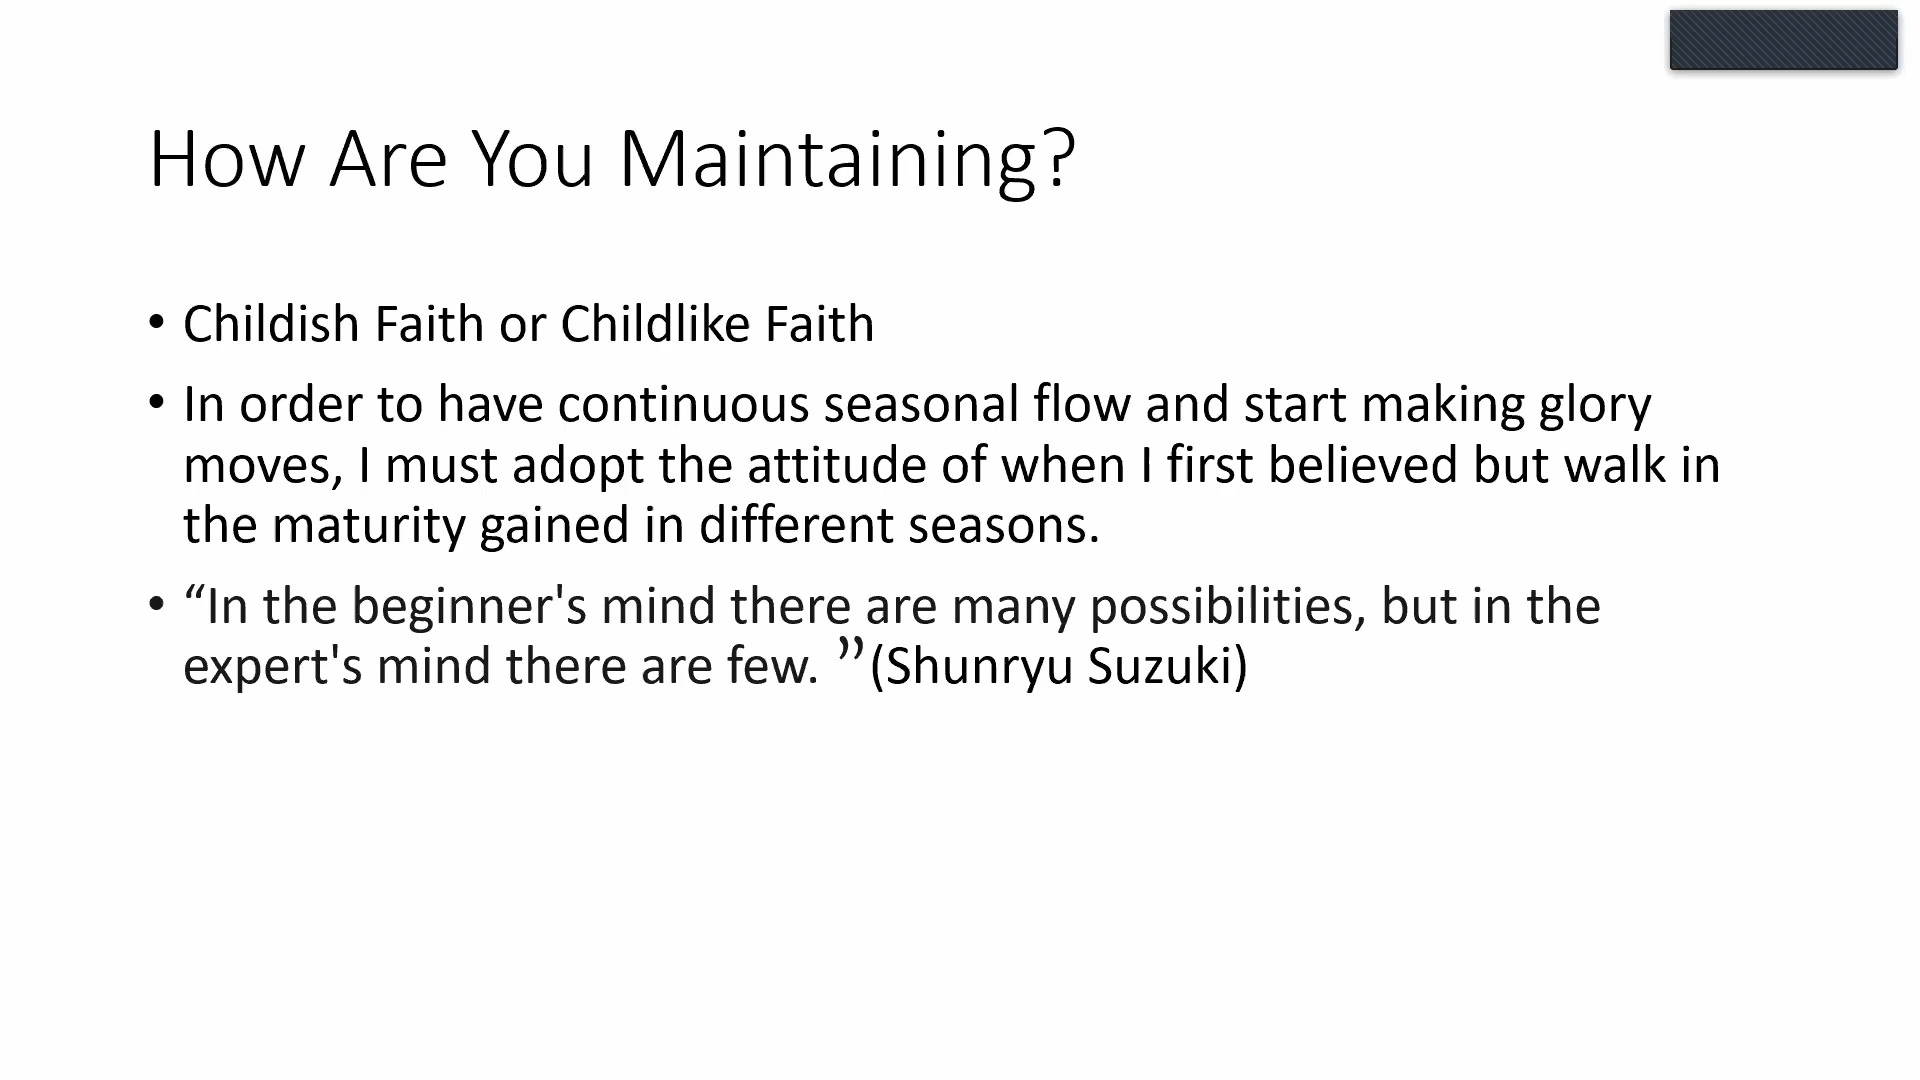 How Are You Maintaining?
• Childish Faith or Childlike Faith
• In order to have continuous seasonal flow and start making glory
moves, I must adopt the attitude of when I first believed but walk in
the maturity gained in different seasons.
• “In the beginner's mind there are many possibilities, but in the
expert's mind there are few. ”(Shunryu Suzuki)